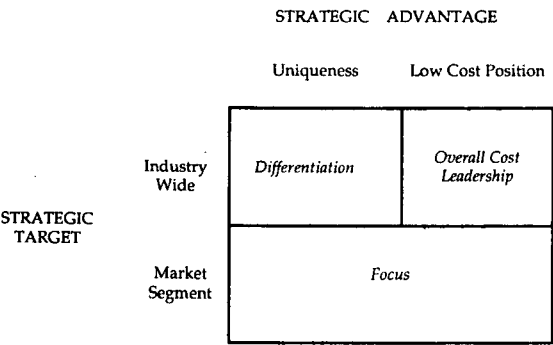 STRATEGIC ADVANTAGE
Uniqueness
Low Cost Position
Industry
Wide
Differentiation
Overall Cost
Leadership
STRATEGIC
TARGET
Market
Segment
Focus